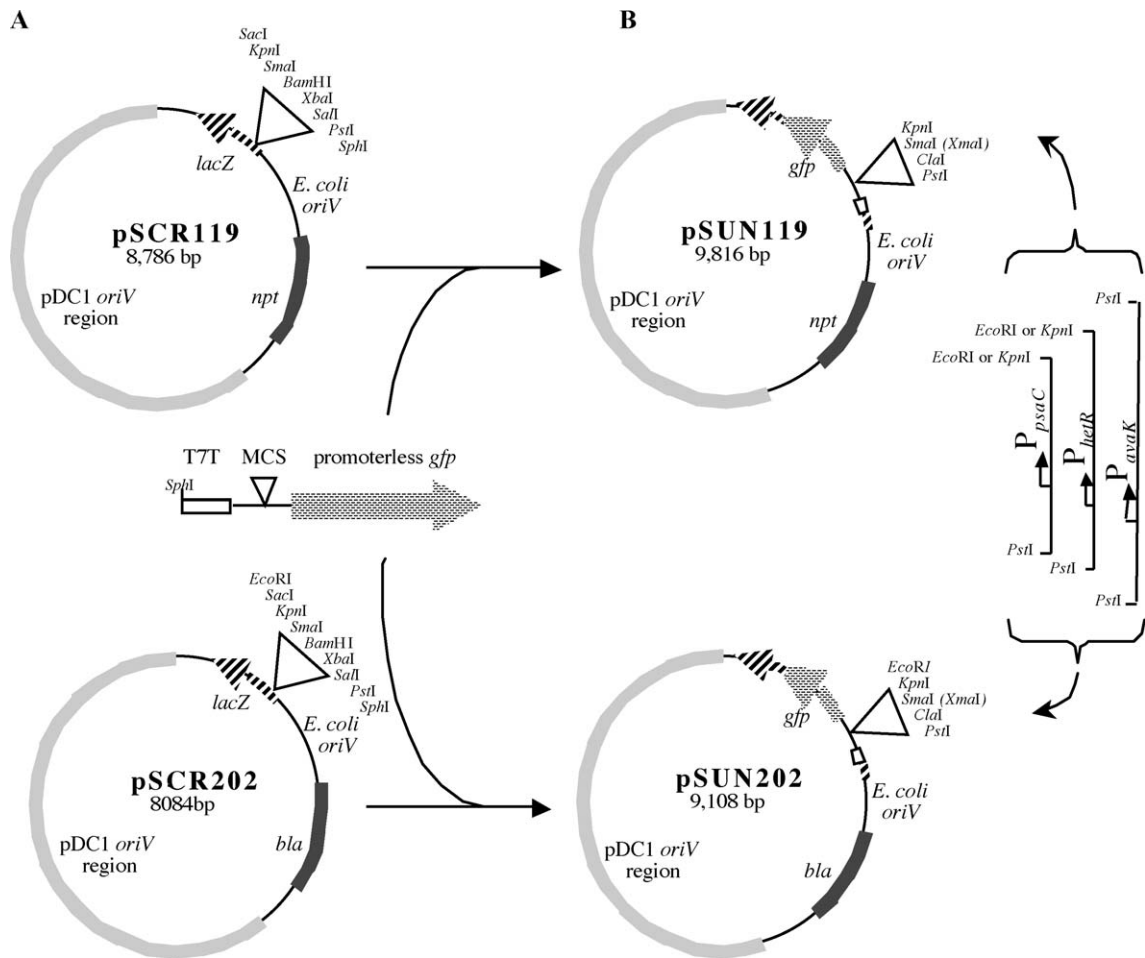 A
SacI
KpnI
SmaI
BamHI
XbaI
SalI
PstI
SphI
lacZ
E. coli
oriV
pSCR119
8,786 bp
pDC1 oriV
region
npt
B
KpnI
SmaI (XmaI)
ClaI
PstI
gfp
E. coli
oriV
pSUN119
9,816 bp
pDC1 oriV
region
npt
T7T
MCS
promoterless gfp
SphI
PstI
EcoRI or KpnI
EcoRI or KpnI
PpsaC
PhetR
PavaK
PstI
PstI
PstI
EcoRI
SacI
KpnI
SmaI
BamHI
XbaI
SalI
PstI
SphI
lacZ
E. coli
oriV
pSCR202
8084bp
pDC1 oriV
region
bla
EcoRI
KpnI
SmaI (XmaI)
ClaI
PstI
gfp
E. coli
oriV
pSUN202
9,108 bp
pDC1 oriV
region
bla